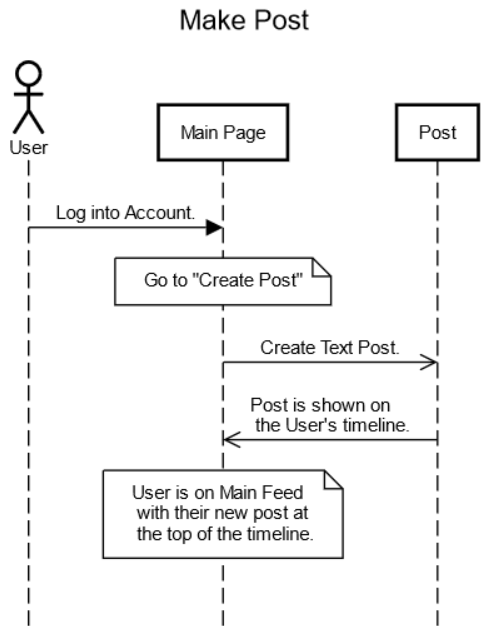 Make Post
User
Main Page
Post
Log into Account.
Go to "Create Post"
Create Text Post.
Post is shown on
the User's timeline.
User is on Main Feed
with their new post at
the top of the timeline.